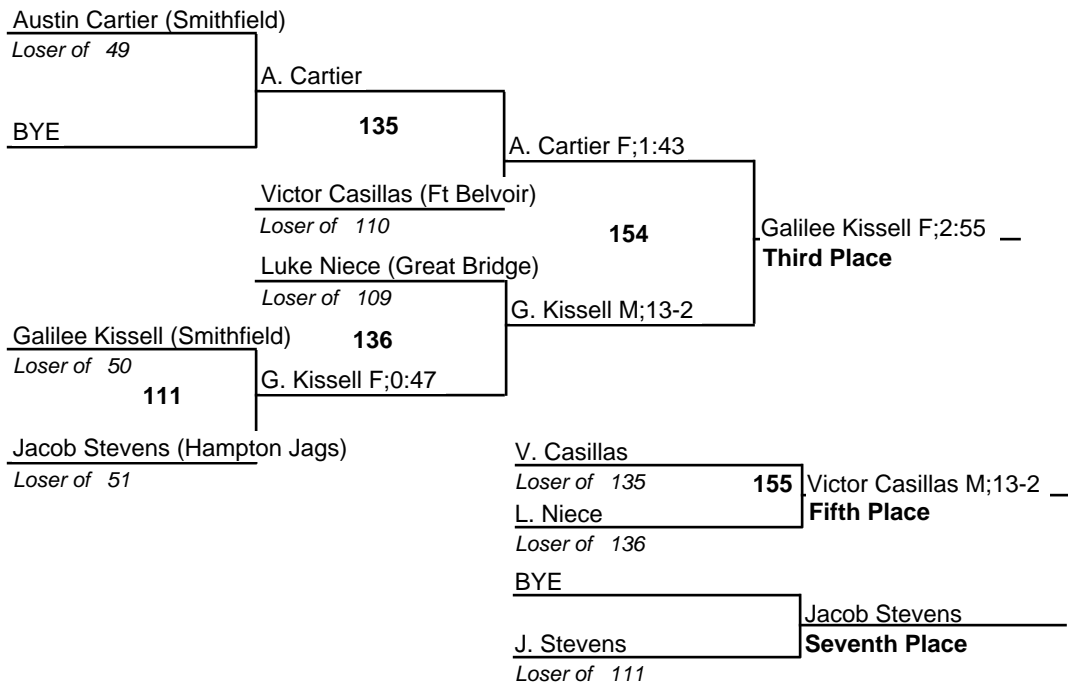 Austin Cartier (Smithfield)
Loser of 49
A. Cartier
BYE
135
A. Cartier F;1:43
Victor Casillas (Ft Belvoir)
Loser of 110
154
Galilee Kissell F;2:55
Third Place
Luke Niece (Great Bridge)
Loser of 109
G. Kissell M;13-2
Galilee Kissell (Smithfield)
136
Loser of 50
111
G. Kissell F;0:47
Jacob Stevens (Hampton Jags)
Loser of 51
V. Casillas
Loser of 135
155
Victor Casillas M;13-2
Fifth Place
L. Niece
Loser of 136
BYE
Jacob Stevens
Seventh Place
J. Stevens
Loser of 111